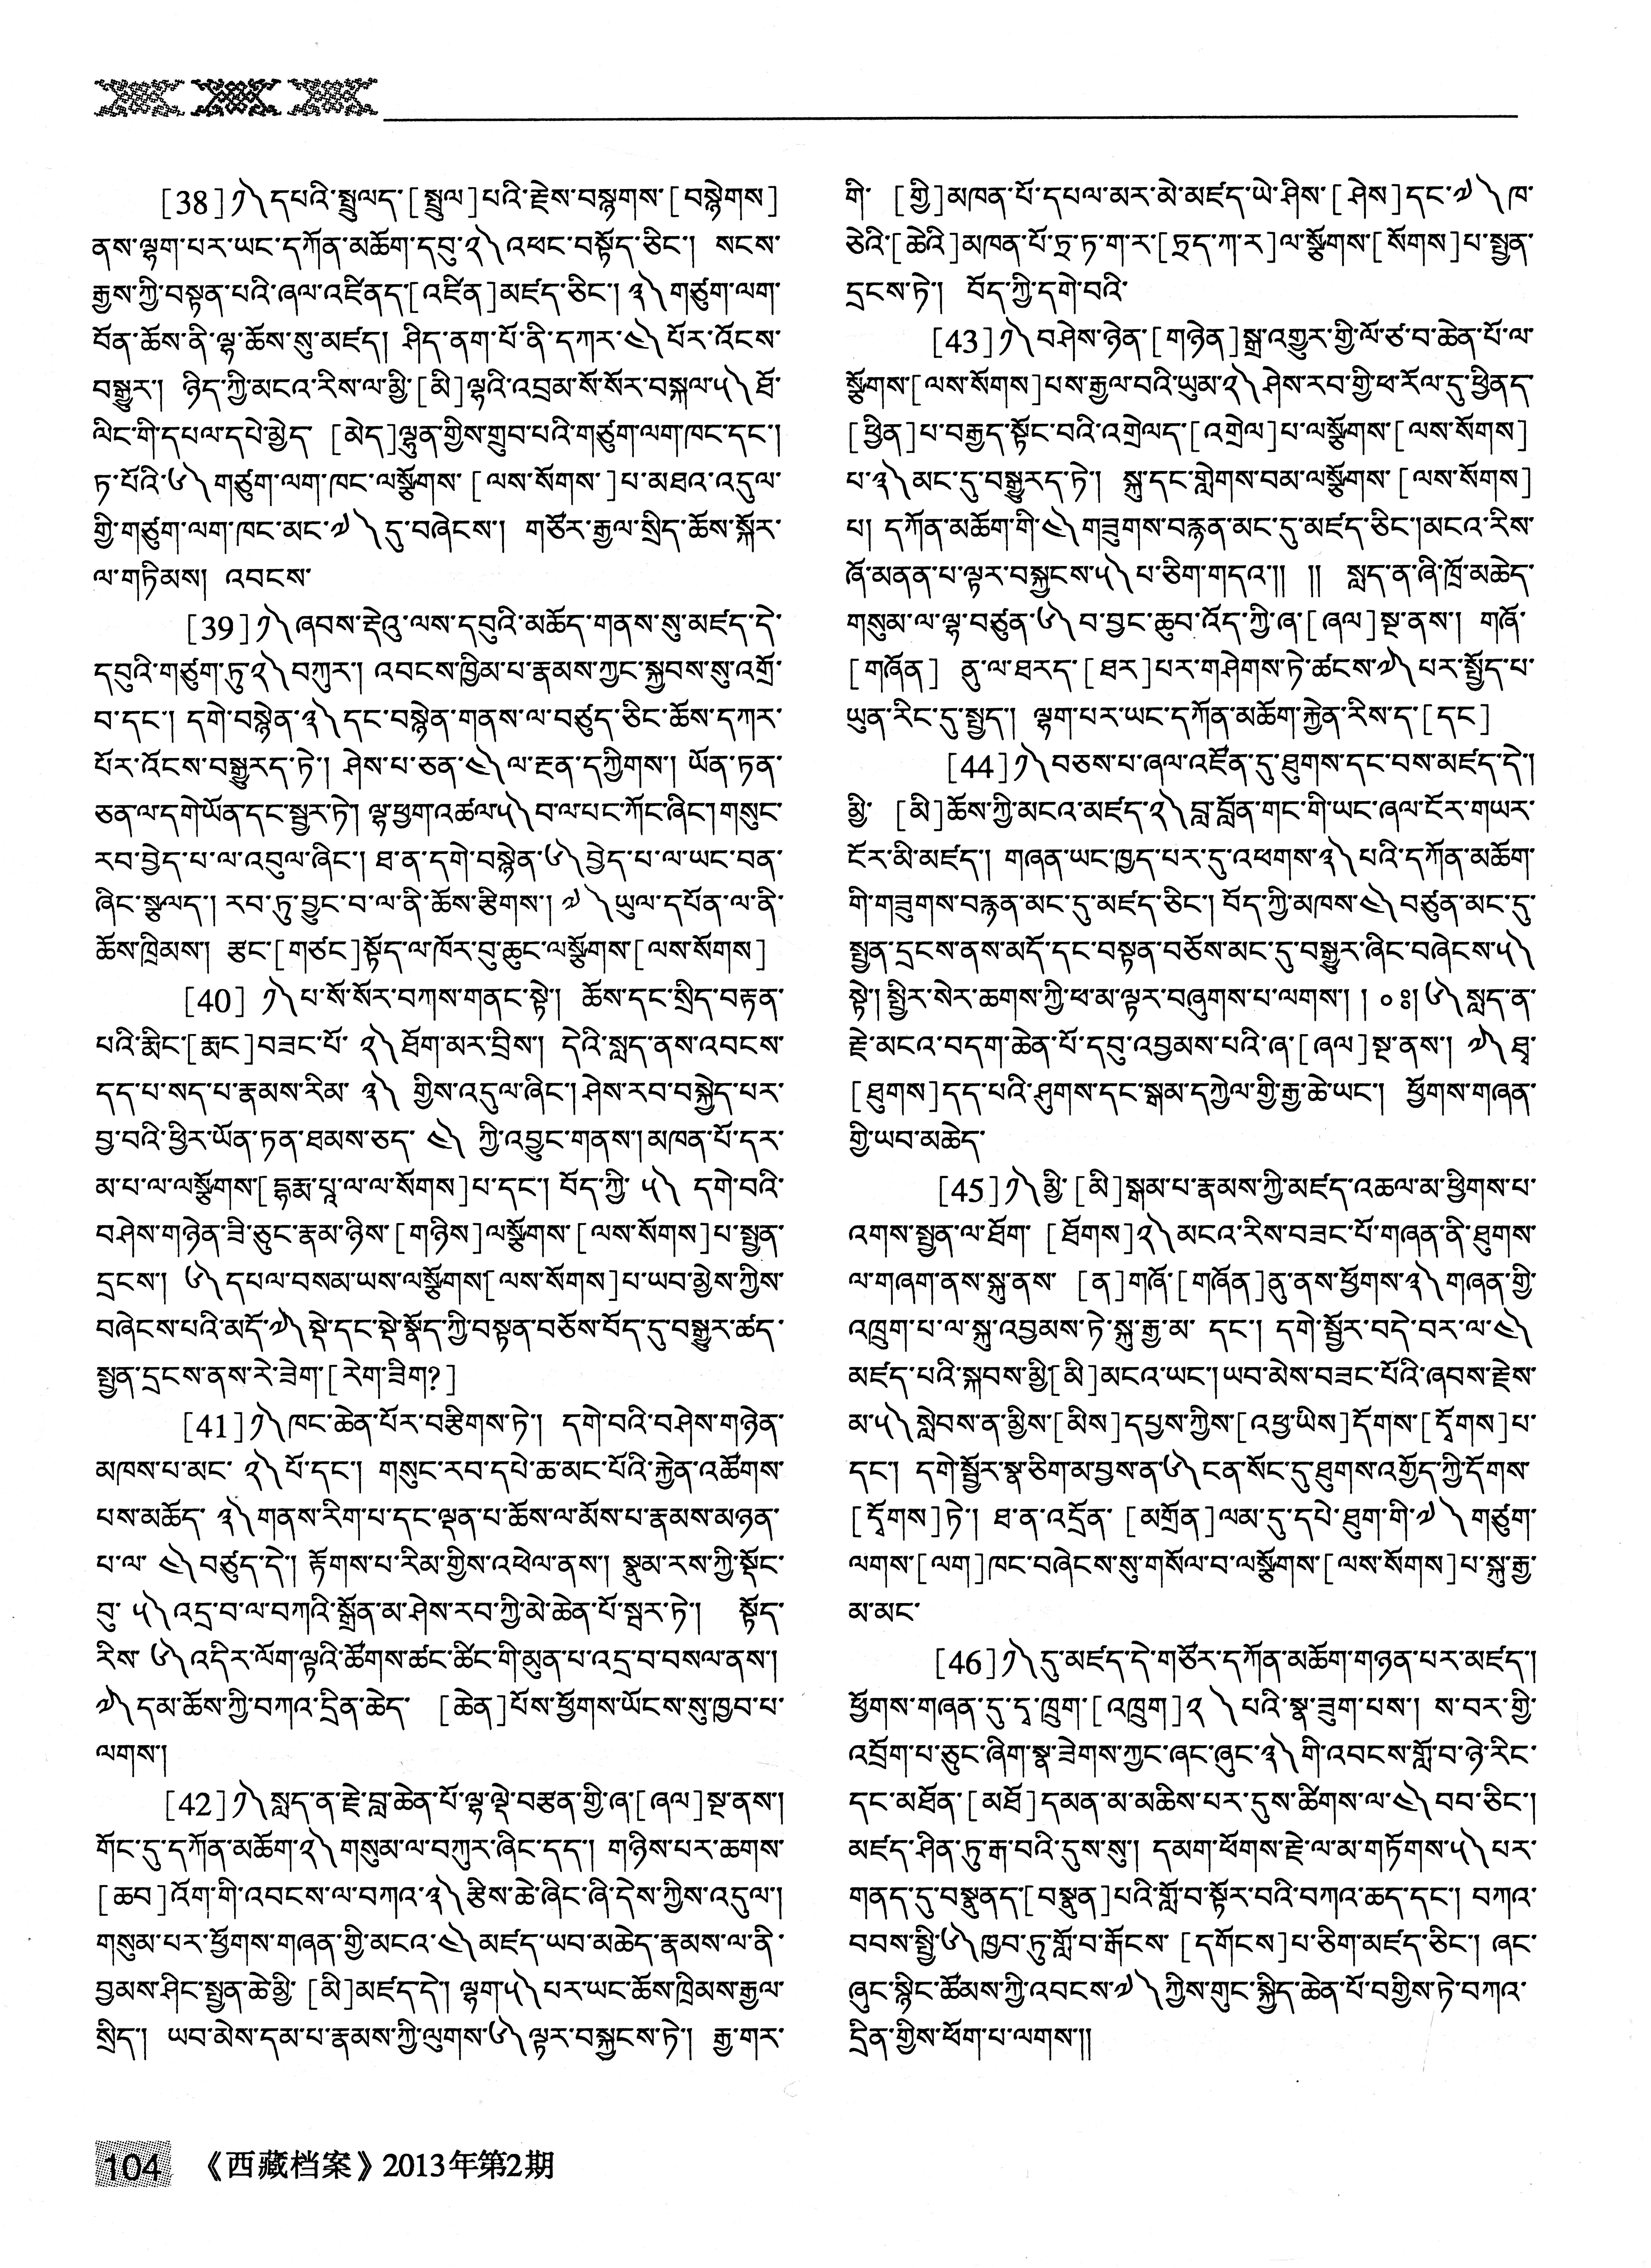 [38]༡༽དཔའི་སྤྲུལད་[སྤྲུལ]པའི་རྗེས་བསྙགས་[བསྙེགས]
ནས་ལྷག་པར་ཡང་དཀོན་མཆོག་དབུ་༢༽འཕང་བསྟོད་ཅིང་། སངས་
རྒྱས་ཀྱི་བསྟན་པའི་ཞལ་འཛིནད་[འཛིན]མཛད་ཅིང་། ༣༽གཙུག་ལག་
བོན་ཆོས་ནི་ལྷ་ཆོས་སུ་མཛད། ཤིད་ནག་པོ་ནི་དཀར་༤༽པོར་འོངས་
བསྒྱུར། ཉིད་ཀྱི་མངའ་རིས་ལ་མྱི་[མི]ལྷའི་འབྲམ་སོ་སོར་བསྐལ་༥༽ཐོ་
ལིང་གི་དཔལ་དཔེ་མྱེད་ [མེད]ལྷུན་གྱིས་གྲུབ་པའི་གཙུག་ལག་ཁང་དང་།
ཏ་པོའི་༦༽གཙུག་ལག་ཁང་ལསྩོགས་ [ལས་སོགས་]པ་མཐའ་འདུལ་
གྱི་གཙུག་ལག་ཁང་མང་༧༽དུ་བཞེངས། གཙོར་རྒྱལ་སྲིད་ཆོས་སྐོར་
ལ་གཏིམས། འབངས་
[39]༡༽ཞབས་རྡེའུ་ལས་དབུའི་མཆོད་གནས་སུ་མཛད་དེ་
དབུའི་གཙུག་ཏུ་༢༽བཀུར། འབངས་ཁྱིམ་པ་རྣམས་ཀྱང་སྐྱབས་སུ་འགྲོ་
བ་དང་། དགེ་བསྙེན་༣༽དང་བསྙེན་གནས་ལ་བཙུད་ཅིང་ཆོས་དཀར་
པོར་འོངས་བསྒྱུརད་ཏེ། ཤེས་པ་ཅན་༤༽ལ་རྔན་དཀྱིགས། ཡོན་ཏན་
ཅན་ལ་དགེ་ཡོན་དང་སྦྱར་ཏེ། ལྷ་ཕྱག་འཚལ་༥༽བ་ལ་པང་ཀོང་ཞིང་། གསུང་
རབ་བྱེད་པ་ལ་འབུལ་ཞིང་། ཐ་ན་དགེ་བསྙེན་༦༽བྱེད་པ་ལ་ཡང་བན་
ཞིང་སྩལད། རབ་ཏུ་བྱུང་བ་ལ་ནི་ཆོས་རྩིགས། ༧༽ཡུལ་དཔོན་ལ་ནི་
ཆོས་ཁྲིམས། རྩང་[གཙང]སྟོད་ལ་ཁོར་བུ་ཆུང་ལསྩོགས་[ལས་སོགས]
[40] ༡༽པ་སོ་སོར་བཀས་གནང་སྟེ། ཆོས་དང་སྲིད་བརྟན་
པའི་རྨིང་[རྨང]བཟང་པོ་ ༢༽ཐོག་མར་བྲིས། དེའི་སླད་ནས་འབངས་
དད་པ་སད་པ་རྣམས་རིམ་ ༣༽ གྱིས་འདུལ་ཞིང་། ཤེས་རབ་བསྐྱེད་པར་
བྱ་བའི་ཕྱིར་ཡོན་ཏན་ཐམས་ཅད་ ༤༽ ཀྱི་འབྱུང་གནས། མཁན་པོ་དར་
མ་པ་ལ་ལསྩོགས་[དྷརྨ་པཱ་ལ་ལ་སོགས]པ་དང་། བོད་ཀྱི་ ༥༽ དགེ་བའི་
བཤེས་གཉེན་ཟི་ཅུང་རྣམ་ཉིས་[གཉིས]ལསྩོགས་[ལས་སོགས]པ་སྤྱན་
དྲངས། ༦༽དཔལ་བསམ་ཡས་ལསྩོགས[ལས་སོགས]པ་ཡབ་མྱེས་ཀྱིས་
བཞེངས་པའི་མདོ་༧༽སྡེ་དང་སྡེ་སྣོད་ཀྱི་བསྟན་བཅོས་བོད་དུ་བསྒྱུར་ཚད་
སྤྱན་དྲངས་ནས་རེ་ཟེག་[རེག་ཟིག?]
[41]༡༽ཁང་ཆེན་པོར་བརྩིགས་ཏེ། དགེ་བའི་བཤེས་གཉེན་
མཁས་པ་མང་ ༢༽པོ་དང་། གསུང་རབ་དཔེ་ཆ་མང་པོའི་རྐྱེན་འཚོགས་
པས་མཆོད་ ༣༽གནས་རིག་པ་དང་ལྡན་པ་ཆོས་ལ་མོས་པ་རྣམས་མཉན་
པ་ལ་ ༤༽བཙུད་དེ། རྟོགས་པ་རིམ་གྱིས་འཕེལ་ནས། སྣུམ་རས་ཀྱི་སྡོང་
བུ་ ༥༽འདྲ་བ་ལ་བཀའི་སྒྲོན་མ་ཤེས་རབ་ཀྱི་མེ་ཆེན་པོ་སྦར་ཏེ། སྟོད་
རིས་ ༦༽འདིར་ལོག་ལྟའི་ཚོགས་ཚང་ཚིང་གི་མུན་པ་འདྲ་བ་བསལ་ནས།
༧༽དམ་ཆོས་ཀྱི་བཀའ་དྲིན་ཆེད་ [ཆེན]པོས་ཕྱོགས་ཡོངས་སུ་ཁྱབ་པ་
ལགས།
[42]༡༽སླད་ན་རྗེ་བླ་ཆེན་པོ་ལྷ་ལྡེ་བཙན་གྱི་ཞ་[ཞལ]སྔ་ནས།
གོང་དུ་དཀོན་མཆོག་༢༽གསུམ་ལ་བཀུར་ཞིང་དད། གཉིས་པར་ཆགས་
[ཆབ]འོག་གི་འབངས་ལ་བཀའ་༣༽རྩིས་ཆེ་ཞིང་ཞི་དེས་ཀྱིས་འདུལ།
གསུམ་པར་ཕྱོགས་གཞན་གྱི་མངའ་༤༽མཛད་ཡབ་མཆེད་རྣམས་ལ་ནི་
བྱམས་ཤིང་སྤྱན་ཆེ་མྱི་ [མི]མཛད་དེ། ལྷག་༥༽པར་ཡང་ཆོས་ཁྲིམས་རྒྱལ་
སྲིད། ཡབ་མེས་དམ་པ་རྣམས་ཀྱི་ལུགས་༦༽ལྟར་བསྐྱངས་ཏེ། རྒྱ་གར་
གི་ [གྱི]མཁན་པོ་དཔལ་མར་མེ་མཛད་ཡེ་ཤིས་[ཤེས]དང་༧༽ཁ་
ཅེའི་[ཆེའི]མཁན་པོ་ཏྲ་ཏ་ག་ར་[ཏྲད་ཀ་ར]ལ་སྩོགས་[སོགས]པ་སྤྱན་
དྲངས་ཏེ། བོད་ཀྱི་དགེ་བའི་
[43]༡༽བཤེས་ཉེན་[གཉེན]སྒྲ་འགྱུར་གྱི་ལོ་ཙ་བ་ཆེན་པོ་ལ་
སྩོགས་[ལས་སོགས]པས་རྒྱལ་བའི་ཡུམ་༢༽ཤེས་རབ་གྱི་ཕ་རོལ་དུ་ཕྱིནད་
[ཕྱིན]པ་བརྒྱད་སྟོང་བའི་འགྲེལད་[འགྲེལ]པ་ལསྩོགས་[ལས་སོགས]
པ་༣༽མང་དུ་བསྒྱུརད་ཏེ། སྐུ་དང་གླེགས་བམ་ལསྩོགས་[ལས་སོགས]
པ། དཀོན་མཆོག་གི་༤༽གཟུགས་བརྙན་མང་དུ་མཛད་ཅིང་། མངའ་རིས་
ཞོ་མནན་པ་ལྟར་བསྐྱངས་༥༽པ་ཅིག་གདའ།། །། སླད་ན་ཞི་ཁྲོ་མཆེད་
གསུམ་ལ་ལྷ་བཙུན་༦༽བ་བྱང་ཆུབ་འོད་ཀྱི་ཞ་[ཞལ]སྔ་ནས། གཞོ་
[གཞོན] ནུ་ལ་ཐརད་[ཐར]པར་གཤེགས་ཏེ་ཚངས་༧༽པར་སྤྱོད་པ་
ཡུན་རིང་དུ་སྤྱད། ལྷག་པར་ཡང་དཀོན་མཆོག་རྐྱེན་རིས་ད་[དང]
[44]༡༽བཅས་པ་ཞལ་འཛོན་དུ་ཐུགས་དང་བས་མཛད་དེ།
མྱི་ [མི]ཆོས་ཀྱི་མངའ་མཛད་༢༽བླ་བློན་གང་གི་ཡང་ཞལ་ངོར་གཡར་
ངོར་མི་མཛད། གཞན་ཡང་ཁྱད་པར་དུ་འཕགས་༣༽པའི་དཀོན་མཆོག་
གི་གཟུགས་བརྙན་མང་དུ་མཛད་ཅིང་། བོད་ཀྱི་མཁས་༤༽བཙུན་མང་དུ་
སྤྱན་དྲངས་ནས་མདོ་དང་བསྟན་བཅོས་མང་དུ་བསྒྱུར་ཞིང་བཞེངས་༥༽
སྟེ། སྤྱིར་སེར་ཆགས་ཀྱི་ཕ་མ་ལྟར་བཞུགས་པ་ལགས། །༠ཿ། ༦༽སླད་ན་
རྗེ་མངའ་བདག་ཆེན་པོ་དབུ་འབྱམས་པའི་ཞ་[ཞལ]སྔ་ནས། ༧༽ཐྭ་
[ཐུགས]དད་པའི་ཤུགས་དང་སྒམ་དཀྱེལ་གྱི་རྒྱ་ཆེ་ཡང་། ཕྱོགས་གཞན་
གྱི་ཡབ་མཆེད་
[45]༡༽མྱི་[མི]སྒམ་པ་རྣམས་ཀྱི་མཛད་འཆལ་མ་ཕྱིགས་པ་
འགས་སྤྱན་ལ་ཐོག་ [ཐོགས]༢༽མངའ་རིས་བཟང་པོ་གཞན་ནི་ཐུགས་
ལ་གཞག་ནས་སྐུ་ནས་ [ན]གཞོ་[གཞོན]ནུ་ནས་ཕྱོགས་༣༽གཞན་གྱི་
འཁྲུག་པ་ལ་སྐུ་འབྱམས་ཏེ་སྐུ་རྒྱ་མ་ དང་། དགེ་སྦྱོར་བདེ་བར་ལ་༤༽
མཛད་པའི་སྐབས་མྱི[མི]མངའ་ཡང་། ཡབ་མེས་བཟང་པོའི་ཞབས་རྗེས་
མ་༥༽སླེབས་ན་མྱིས་[མིས]དཔྱས་ཀྱིས་[འཕྱ་ཡིས]དོགས་[དྭོགས]པ་
དང་། དགེ་སྦྱོར་སྣ་ཅིག་མ་བྱས་ན་༦༽ངན་སོང་དུ་ཐུགས་འགྱོད་ཀྱི་དོགས་
[དྭོགས]ཏེ། ཐ་ན་འདྲོན་ [མགྲོན]ལམ་དུ་དཔེ་ཐུག་གི་༧༽གཙུག་
ལགས་[ལག]ཁང་བཞེངས་སུ་གསོལ་བ་ལསྩོགས་[ལས་སོགས]པ་སྐུ་རྒྱ་
མ་མང་
[46]༡༽དུ་མཛད་དེ་གཙོར་དཀོན་མཆོག་གཉན་པར་མཛད།
ཕྱོགས་གཞན་དུ་དྭ་ཁྲུག་[འཁྲུག]༢༽པའི་སྣ་ཟུག་པས། ས་བར་གྱི་
འབྲོག་པ་ཅུང་ཞིག་སྣ་ཟེགས་ཀྱང་ཞང་ཞུང་༣༽གི་འབངས་གློ་བ་ཉེ་རིང་
དང་མཐོན་[མཐོ]དམན་མ་མཆིས་པར་དུས་ཚིགས་ལ་༤༽བབ་ཅིང་།
མཛད་ཤིན་ཏུ་རྒ་བའི་དུས་སུ། དམག་ཕོགས་རྗེ་ལ་མ་གཏོགས་༥༽པར་
གནད་དུ་བསྣུནད་[བསྣུན]པའི་གློ་བ་སྟོར་བའི་བཀའ་ཆད་དང་། བཀའ་
བབས་སྤྱི་༦༽ཁྱབ་ཏུ་གློ་བ་རྒོངས་ [དགོངས]པ་ཅིག་མཛད་ཅིང་། ཞང་
ཞུང་སྙིང་ཚོམས་ཀྱི་འབངས་༧༽ཀྱིས་གུང་སྐྱིད་ཆེན་པོ་བགྱིས་ཏེ་བཀའ་
དྲིན་གྱིས་ཕོག་པ་ལགས།།
104 《西藏档案》2013年第2期